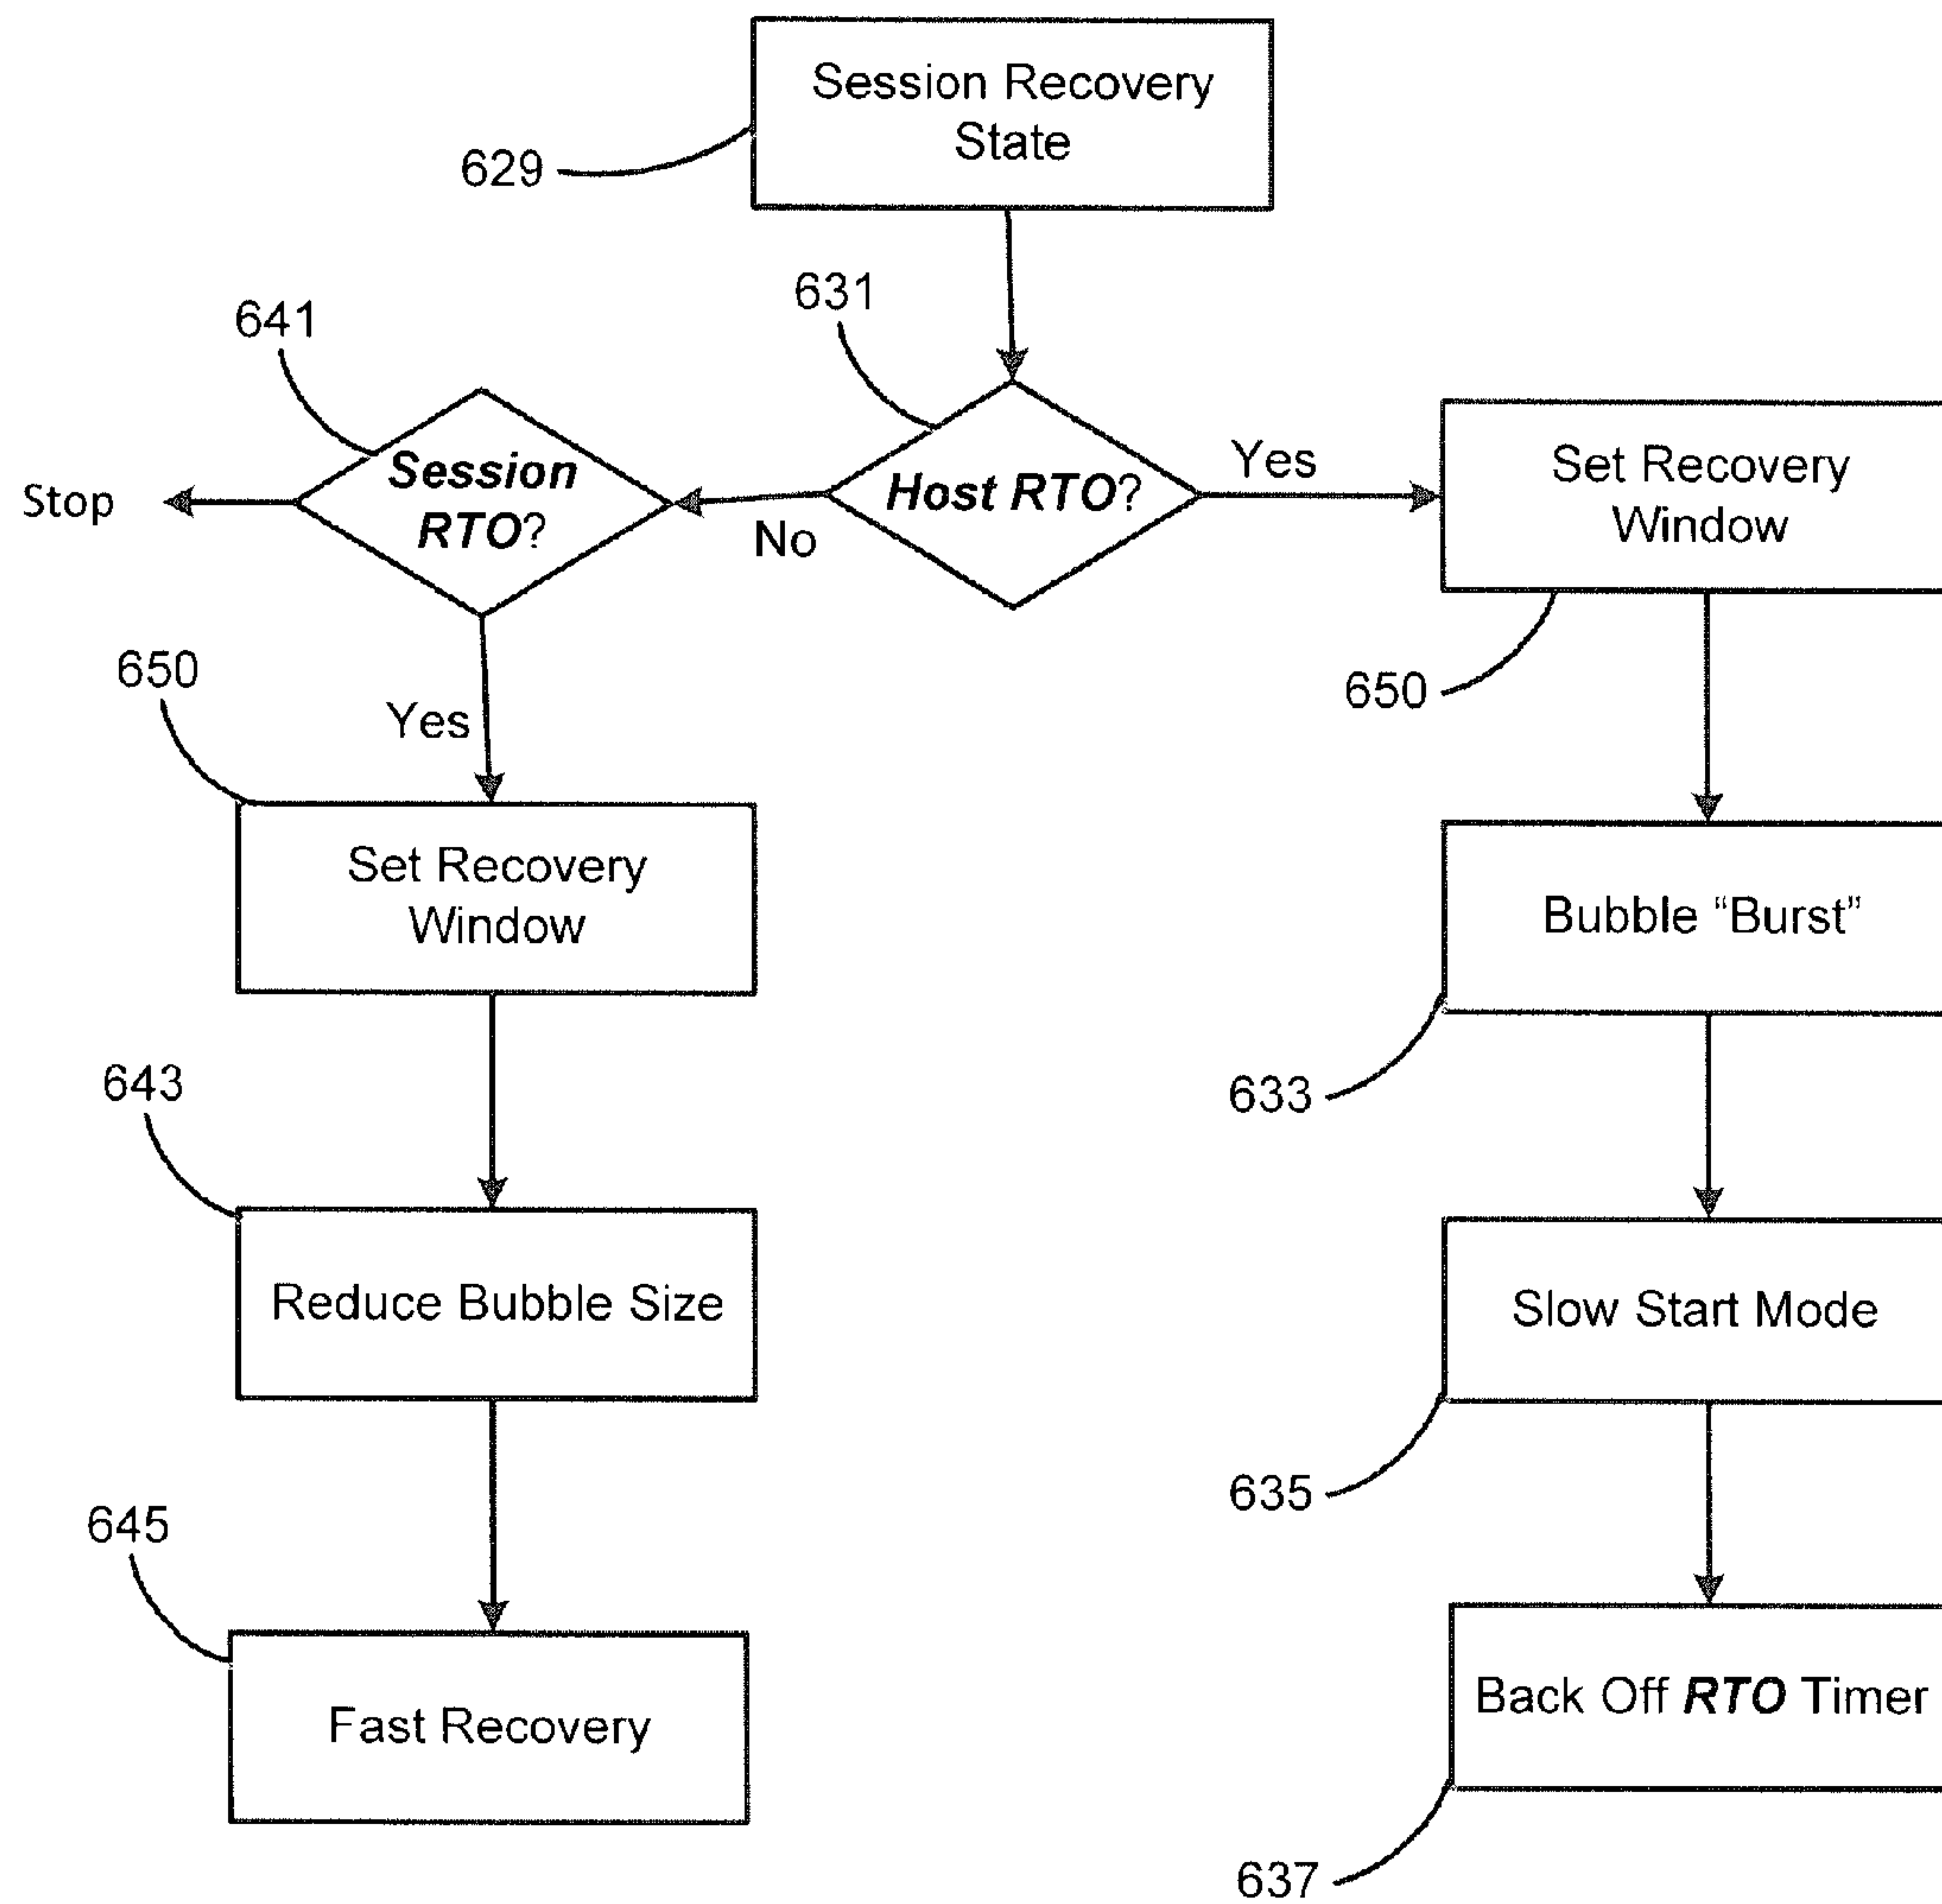 Session Recovery
State
629
631
641
Session
RTO?
Host RTO?
Yes
No
Stop
Set Recovery
Window
650
650
Yes
Set Recovery
Window
Bubble “Burst”
643
633
Reduce Bubble Size
Slow Start Mode
645
635
Fast Recovery
Back Off RTO Timer
637